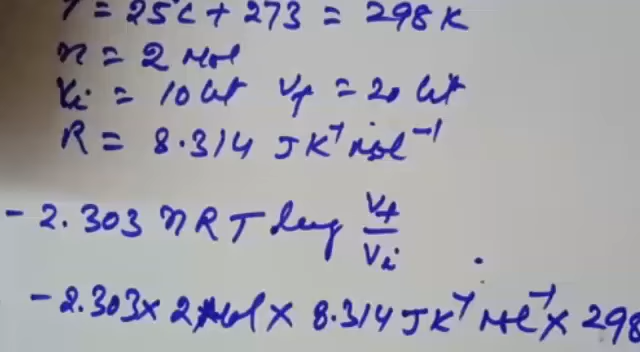 T = 25c + 273 = 298 K
n = 2 mol
Vi = 10 lit Vf = 20 lit
R = 8.314 JK⁻¹ mol⁻¹
- 2.303 nRT log Vf/Vi
- 2.303 × 2 mol × 8.314 JK⁻¹ mol⁻¹ × 298